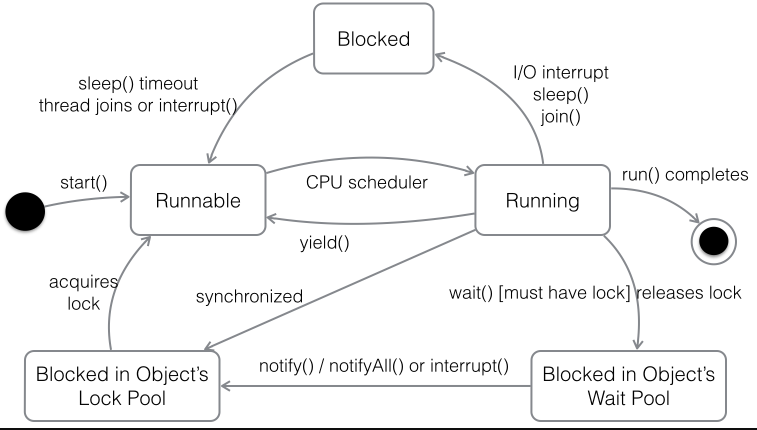 Blocked
sleep() timeout
thread joins or interrupt()
I/O interrupt
sleep()
join()
start()
Runnable
CPU scheduler
Running
run() completes
yield()
acquires
lock
synchronized
wait() [must have lock] releases lock
Blocked in Object’s
Lock Pool
notify() / notifyAll() or interrupt()
Blocked in Object’s
Wait Pool